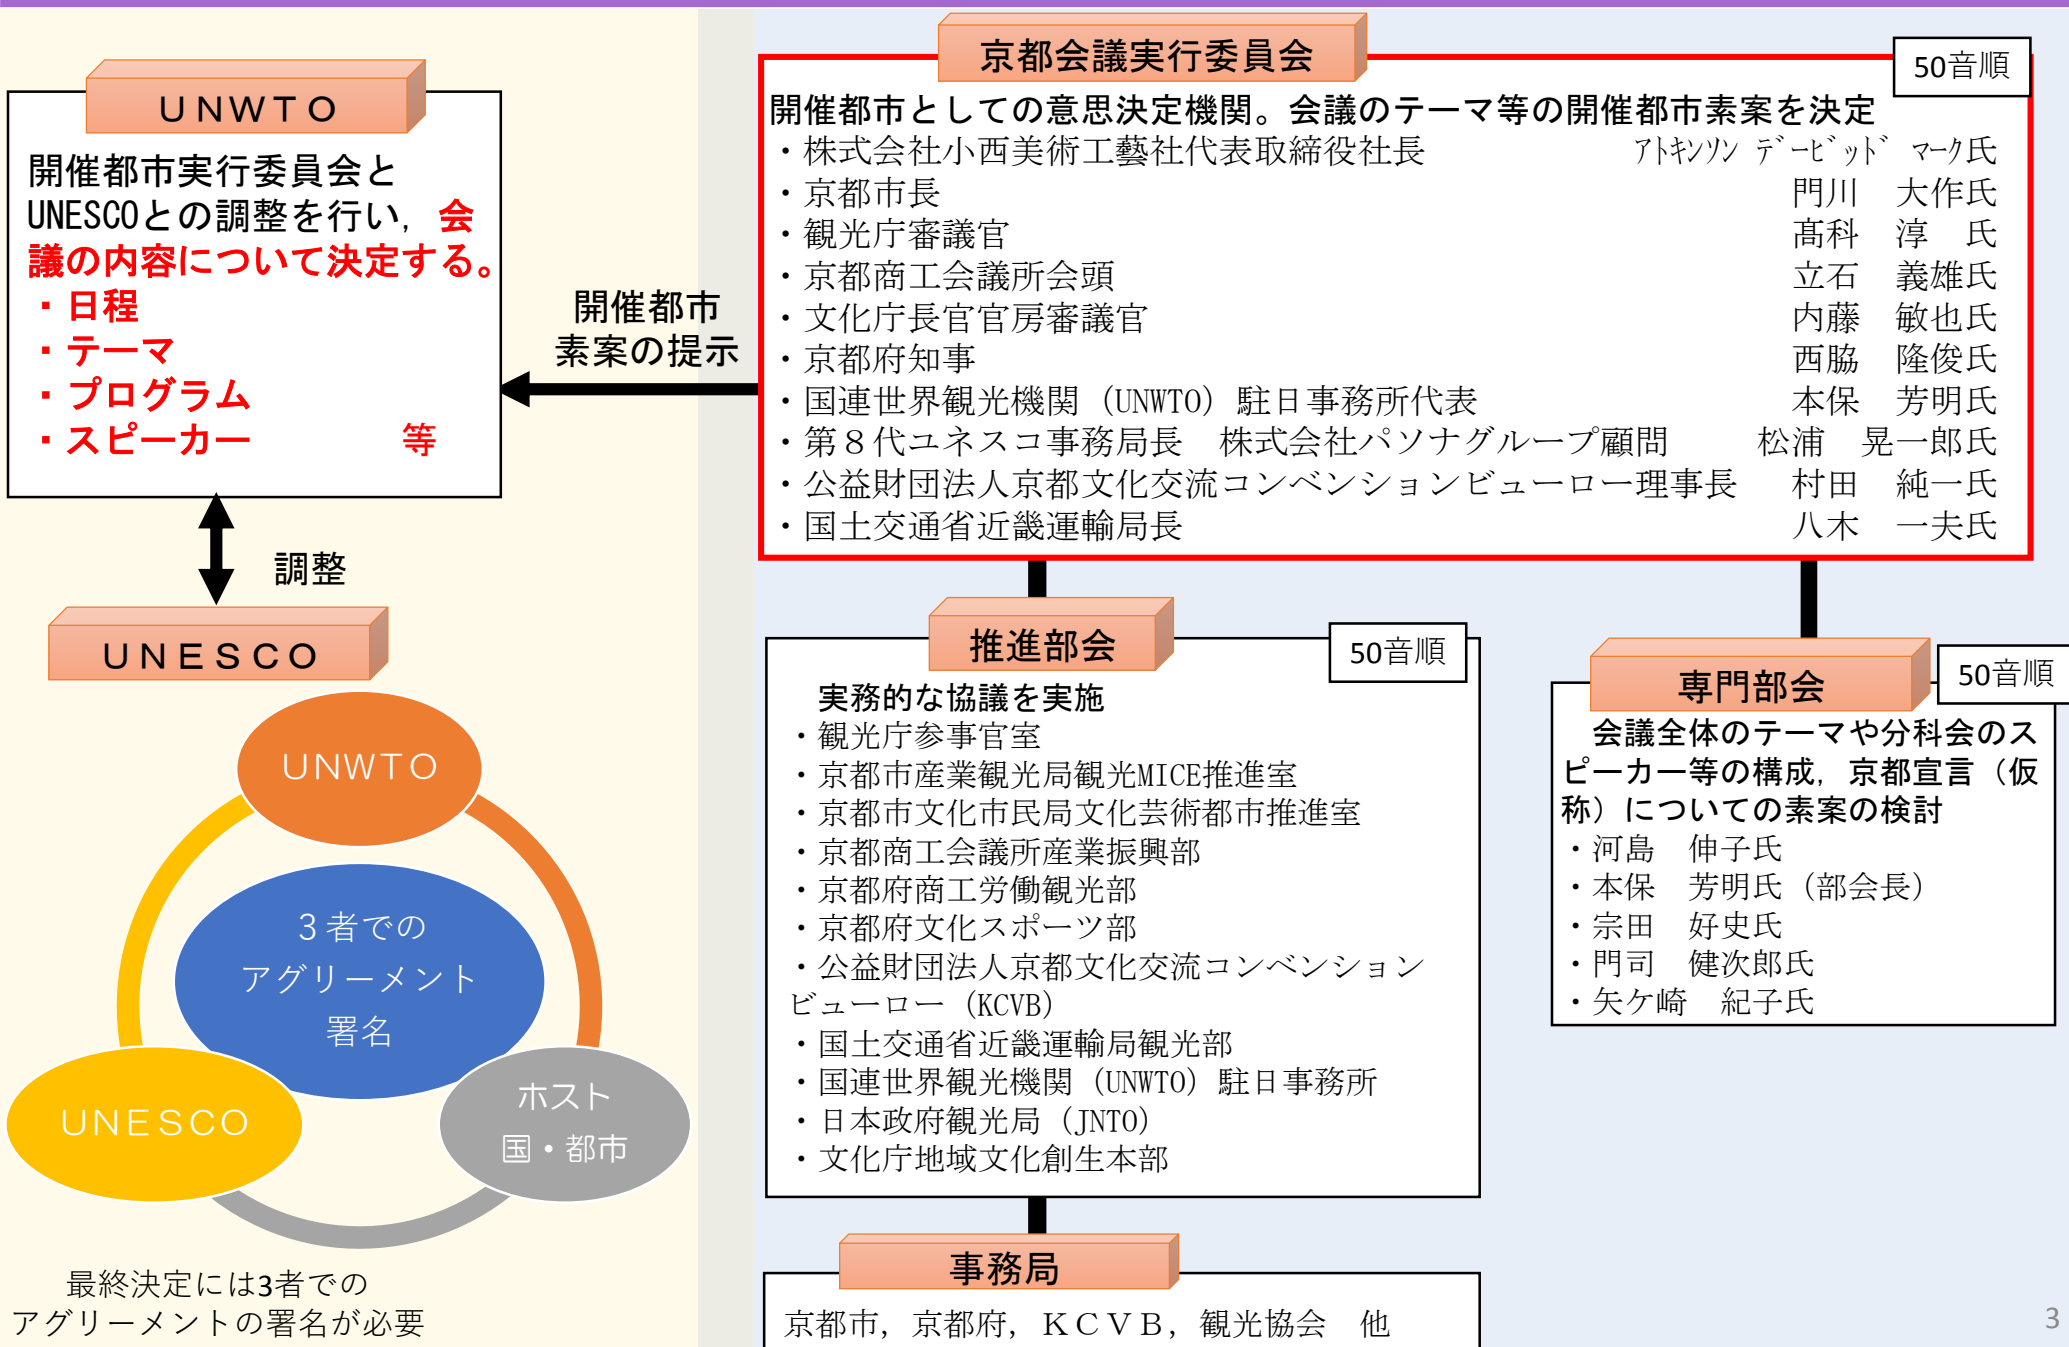 UNWTO
開催都市実行委員会と
UNESCOとの調整を行い，会
議の内容について決定する。
・日程
・テーマ
・プログラム
・スピーカー　　　　等
開催都市
素案の提示
調整
UNESCO
UNWTO
３者での
アグリーメント
署名
UNESCO
ホスト
国・都市
最終決定には3者での
アグリーメントの署名が必要
京都会議実行委員会
50音順
開催都市としての意思決定機関。会議のテーマ等の開催都市素案を決定
・株式会社小西美術工藝社代表取締役社長　ｱﾄｷﾝｿﾝ ﾃﾞｰﾋﾞｯﾄﾞ ﾏｰｸ氏
・京都市長　門川　大作氏
・観光庁審議官　髙科　淳　氏
・京都商工会議所会頭　立石　義雄氏
・文化庁長官官房審議官　内藤　敏也氏
・京都府知事　西脇　隆俊氏
・国連世界観光機関（UNWTO）駐日事務所代表　本保　芳明氏
・第８代ユネスコ事務局長　株式会社パソナグループ顧問　松浦　晃一郎氏
・公益財団法人京都文化交流コンベンションビューロー理事長　村田　純一氏
・国土交通省近畿運輸局長　八木　一夫氏
推進部会
50音順
実務的な協議を実施
・観光庁参事官室
・京都市産業観光局観光MICE推進室
・京都市文化市民局文化芸術都市推進室
・京都商工会議所産業振興部
・京都府商工労働観光部
・京都府文化スポーツ部
・公益財団法人京都文化交流コンベンション
ビューロー（KCVB）
・国土交通省近畿運輸局観光部
・国連世界観光機関（UNWTO）駐日事務所
・日本政府観光局（JNTO）
・文化庁地域文化創生本部
専門部会
50音順
会議全体のテーマや分科会のス
ピーカー等の構成，京都宣言（仮
称）についての素案の検討
・河島　伸子氏
・本保　芳明氏（部会長）
・宗田　好史氏
・門司　健次郎氏
・矢ケ崎　紀子氏
事務局
京都市，京都府，ＫＣＶＢ，観光協会　他
3